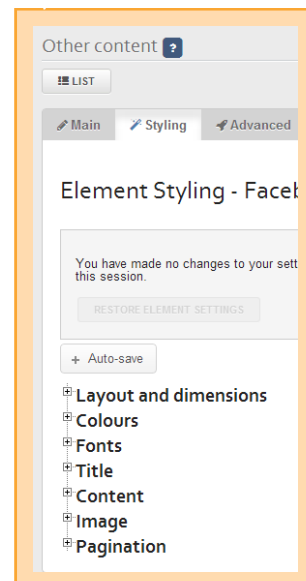 Other content ?
LIST
Main Styling Advanced
Element Styling - Faceb
You have made no changes to your sett
this session.
RESTORE ELEMENT SETTINGS
+ Auto-save
Layout and dimensions
Colours
Fonts
Title
Content
Image
Pagination